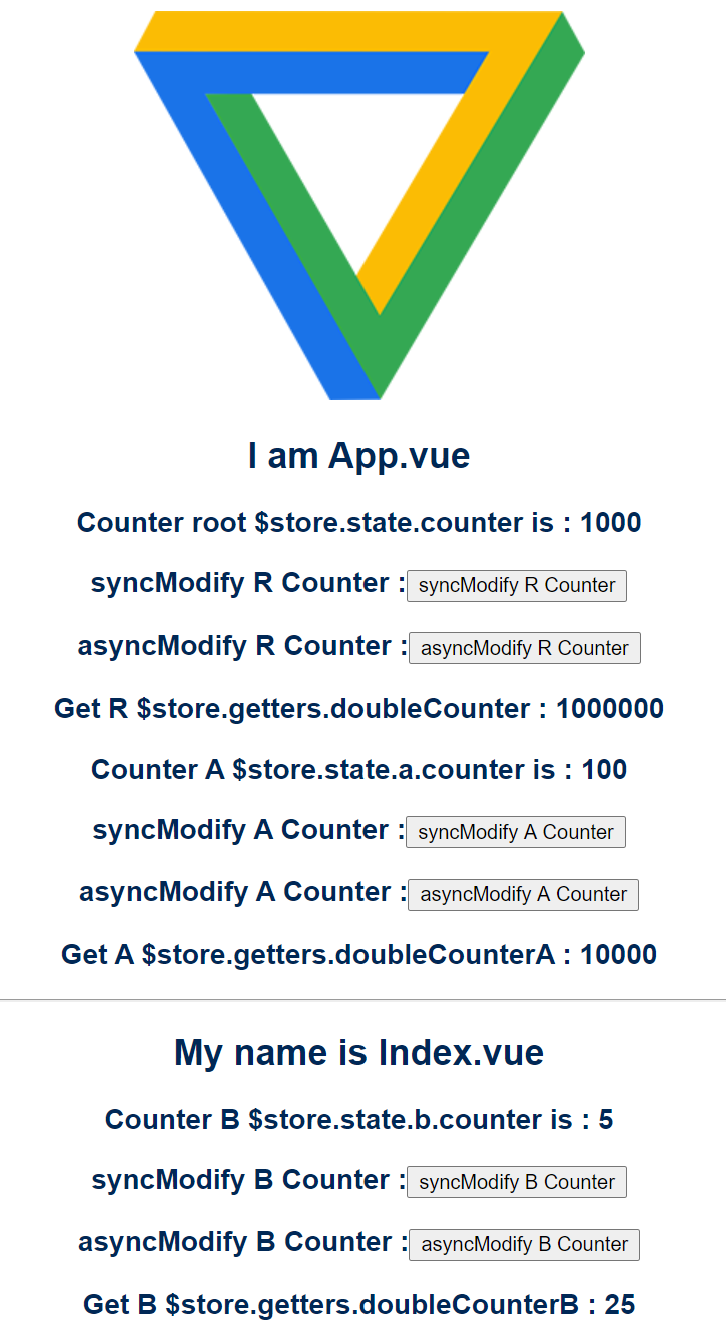 I am App.vue
Counter root $store.state.counter is : 1000
syncModify R Counter :syncModify R Counter
asyncModify R Counter :asyncModify R Counter
Get R $store.getters.doubleCounter : 1000000
Counter A $store.state.a.counter is : 100
syncModify A Counter :syncModify A Counter
asyncModify A Counter :asyncModify A Counter
Get A $store.getters.doubleCounterA : 10000
My name is Index.vue
Counter B $store.state.b.counter is : 5
syncModify B Counter :syncModify B Counter
asyncModify B Counter :asyncModify B Counter
Get B $store.getters.doubleCounterB : 25